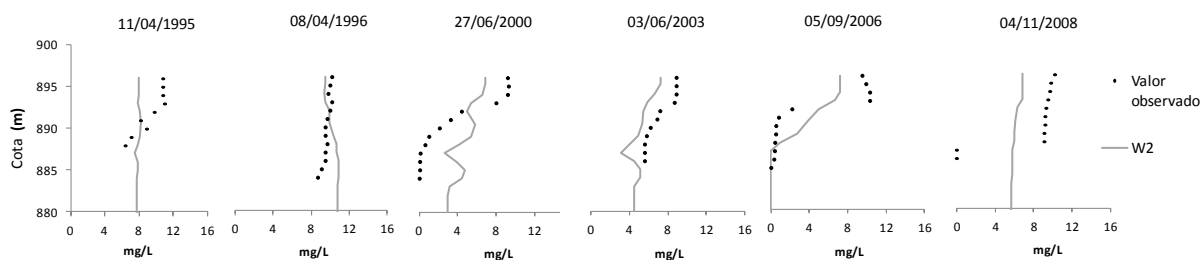 11/04/1995 08/04/1996 27/06/2000 03/06/2003 05/09/2006 04/11/2008
900
895
890
885
880
Cota (m)
Valor
observado
W2
0 4 8 12 16 0 4 8 12 16 0 4 8 12 16 0 4 8 12 16 0 4 8 12 16 0 4 8 12 16
mg/L mg/L mg/L mg/L mg/L mg/L